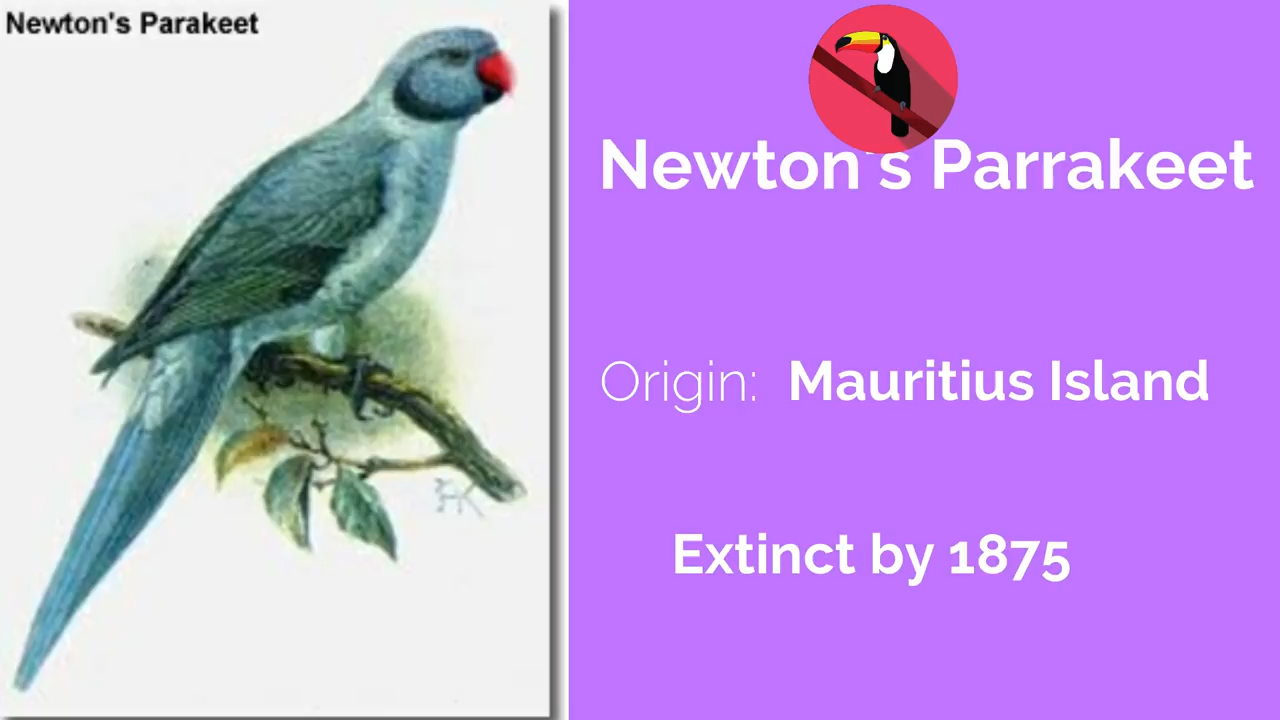 Newton's Parakeet
Newton's Parrakeet
Origin: Mauritius Island
Extinct by 1875